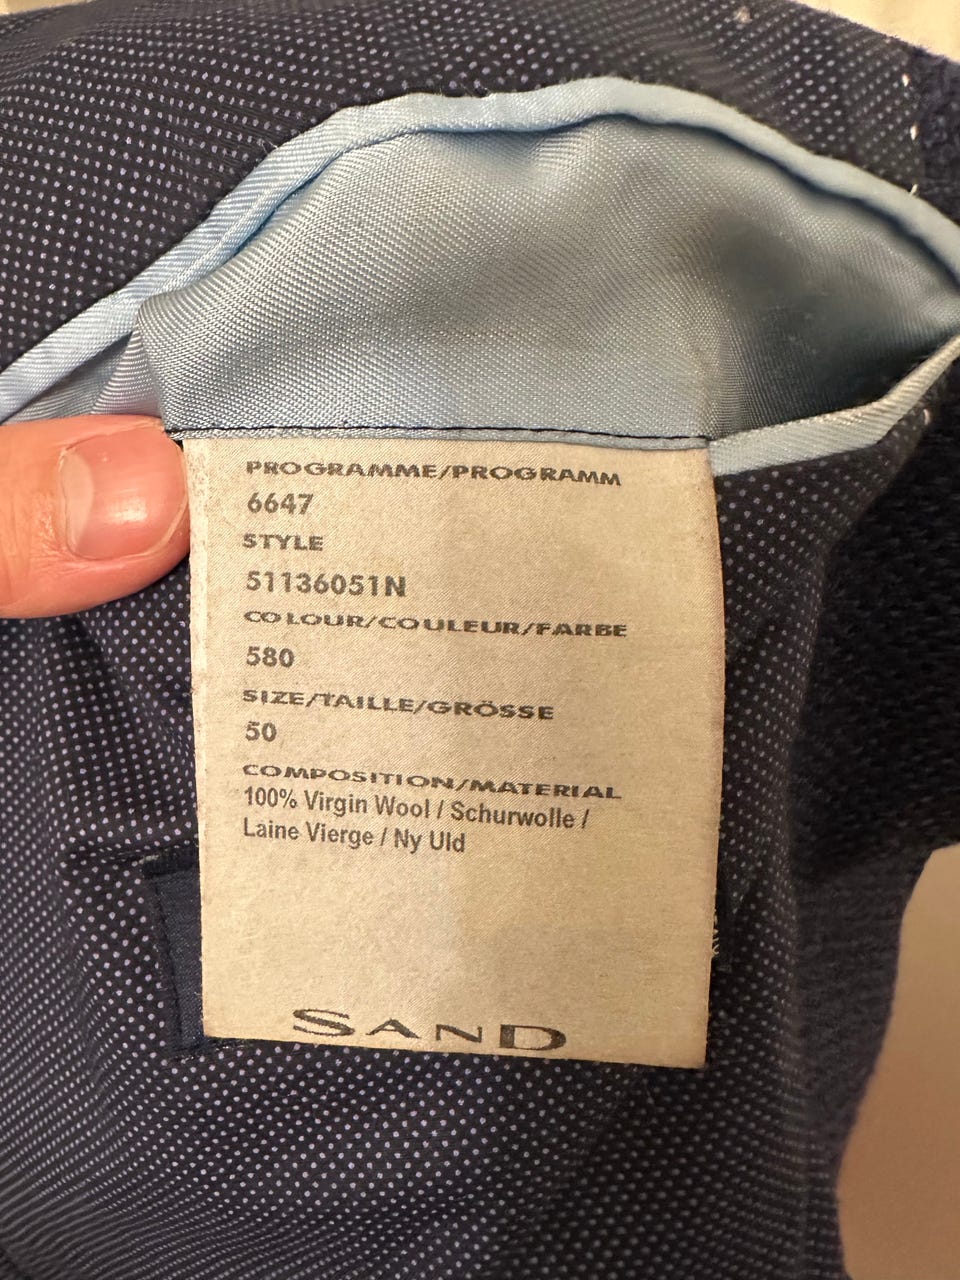 PROGRAMME/PROGRAMM
6647
STYLE
51136051N
COLOUR/COULEUR/FARBE
580
SIZE/TAILLE/GRÖSSE
50
COMPOSITION/MATERIAL
100% Virgin Wool / Schurwolle /
Laine Vierge / Ny Uld
SAND